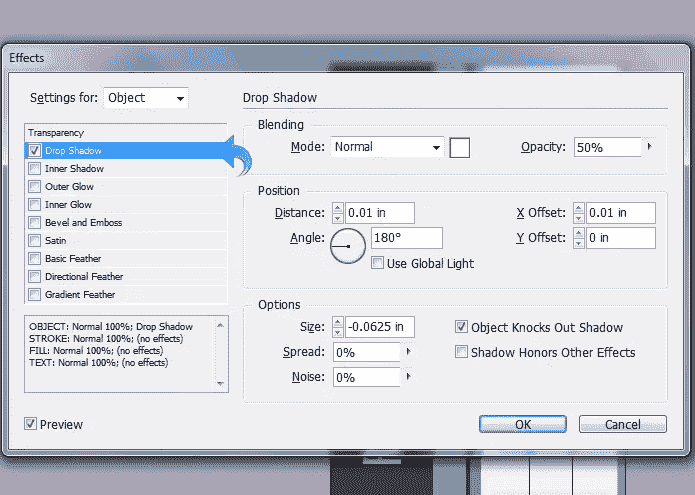 Effects
Settings for: Object
Drop Shadow
Transparency
Drop Shadow
Inner Shadow
Outer Glow
Inner Glow
Bevel and Emboss
Satin
Basic Feather
Directional Feather
Gradient Feather
OBJECT: Normal 100%; Drop Shadow
STROKE: Normal 100%; (no effects)
FILL: Normal 100%; (no effects)
TEXT: Normal 100%; (no effects)
Blending
Mode: Normal Opacity: 50%
Position
Distance: 0.01 in X Offset: 0.01 in
Angle: 180° Y Offset: 0 in
Use Global Light
Options
Size: -0.0625 in Object Knocks Out Shadow
Spread: 0% Shadow Honors Other Effects
Noise: 0%
Preview OK Cancel